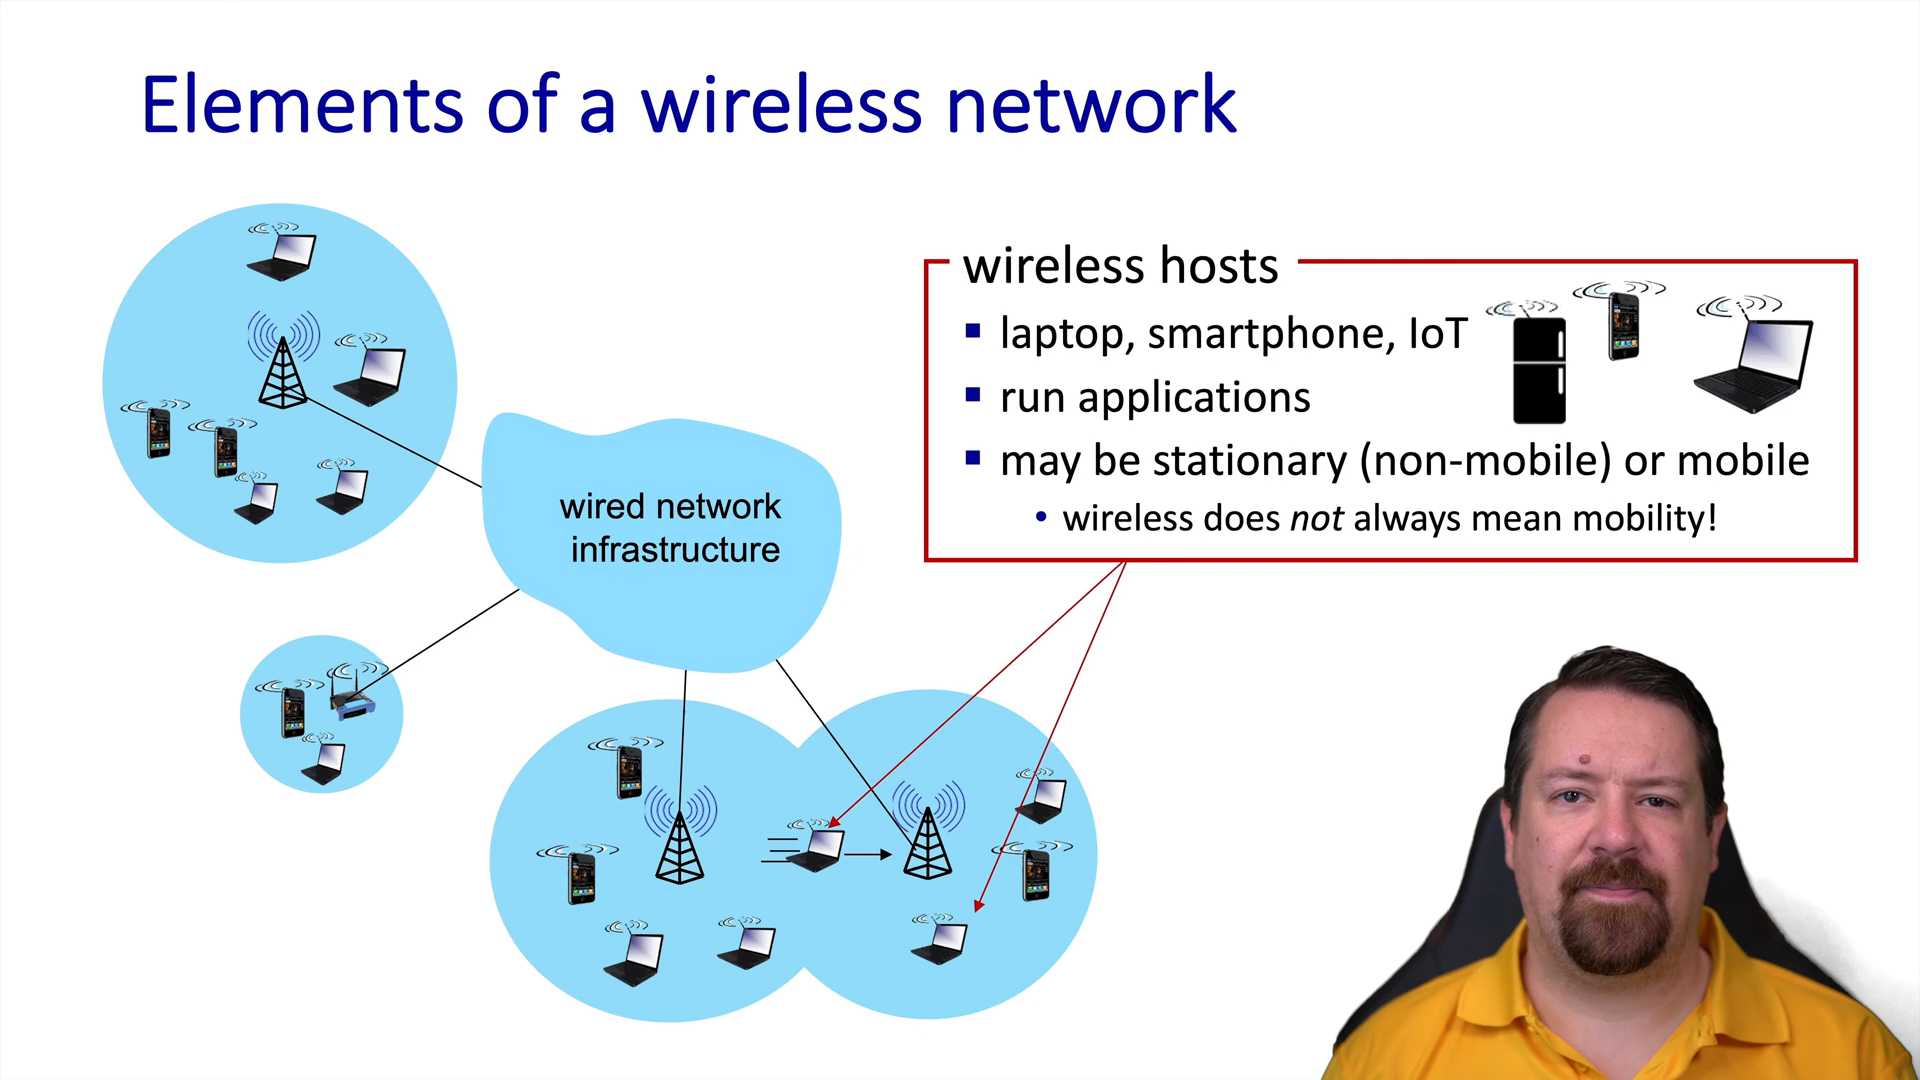 Elements of a wireless network
wireless hosts
laptop, smartphone, IoT
run applications
may be stationary (non-mobile) or mobile
wireless does not always mean mobility!
wired network
infrastructure